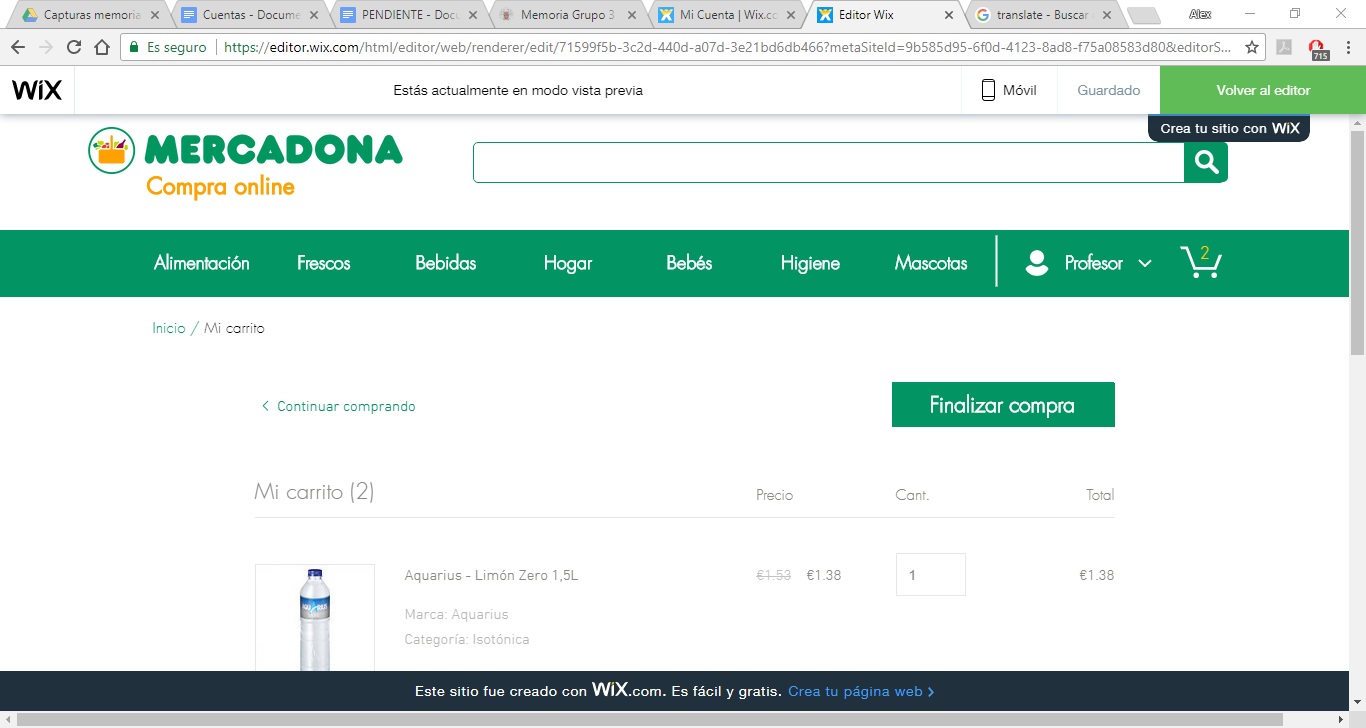 Capturas memoria
Cuentas - Docume
PENDIENTE - Docu
Memoria Grupo 3
Mi Cuenta | Wix.co
Editor Wix
translate - Buscar
Alex
Es seguro
https://editor.wix.com/html/editor/web/renderer/edit/71599f5b-3c2d-440d-a07d-3e21bd6db466?metaSiteId=9b585d95-6f0d-4123-8ad8-f75a08583d80&editorS...
715
WiX
Estás actualmente en modo vista previa
Móvil
Guardado
Volver al editor
Crea tu sitio con WiX
MERCADONA
Compra online
Alimentación
Frescos
Bebidas
Hogar
Bebés
Higiene
Mascotas
Profesor
2
Inicio / Mi carrito
Continuar comprando
Finalizar compra
Mi carrito (2)
Precio
Cant.
Total
Aquarius - Limón Zero 1,5L
€1.53 €1.38
1
€1.38
Marca: Aquarius
Categoría: Isotónica
Este sitio fue creado con WiX.com. Es fácil y gratis. Crea tu página web >